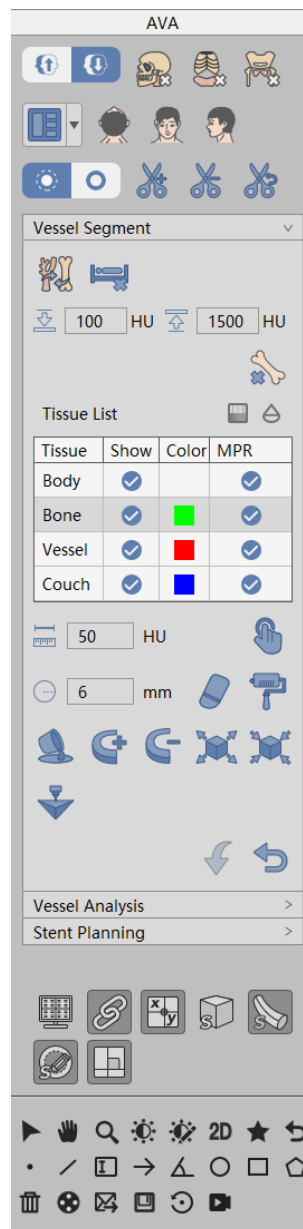 AVA
Vessel Segment
100 HU 1500 HU
Tissue List
Tissue Show Color MPR
Body
Bone
Vessel
Couch
50 HU
6 mm
Vessel Analysis
Stent Planning
x
y
S S
S
2D
I